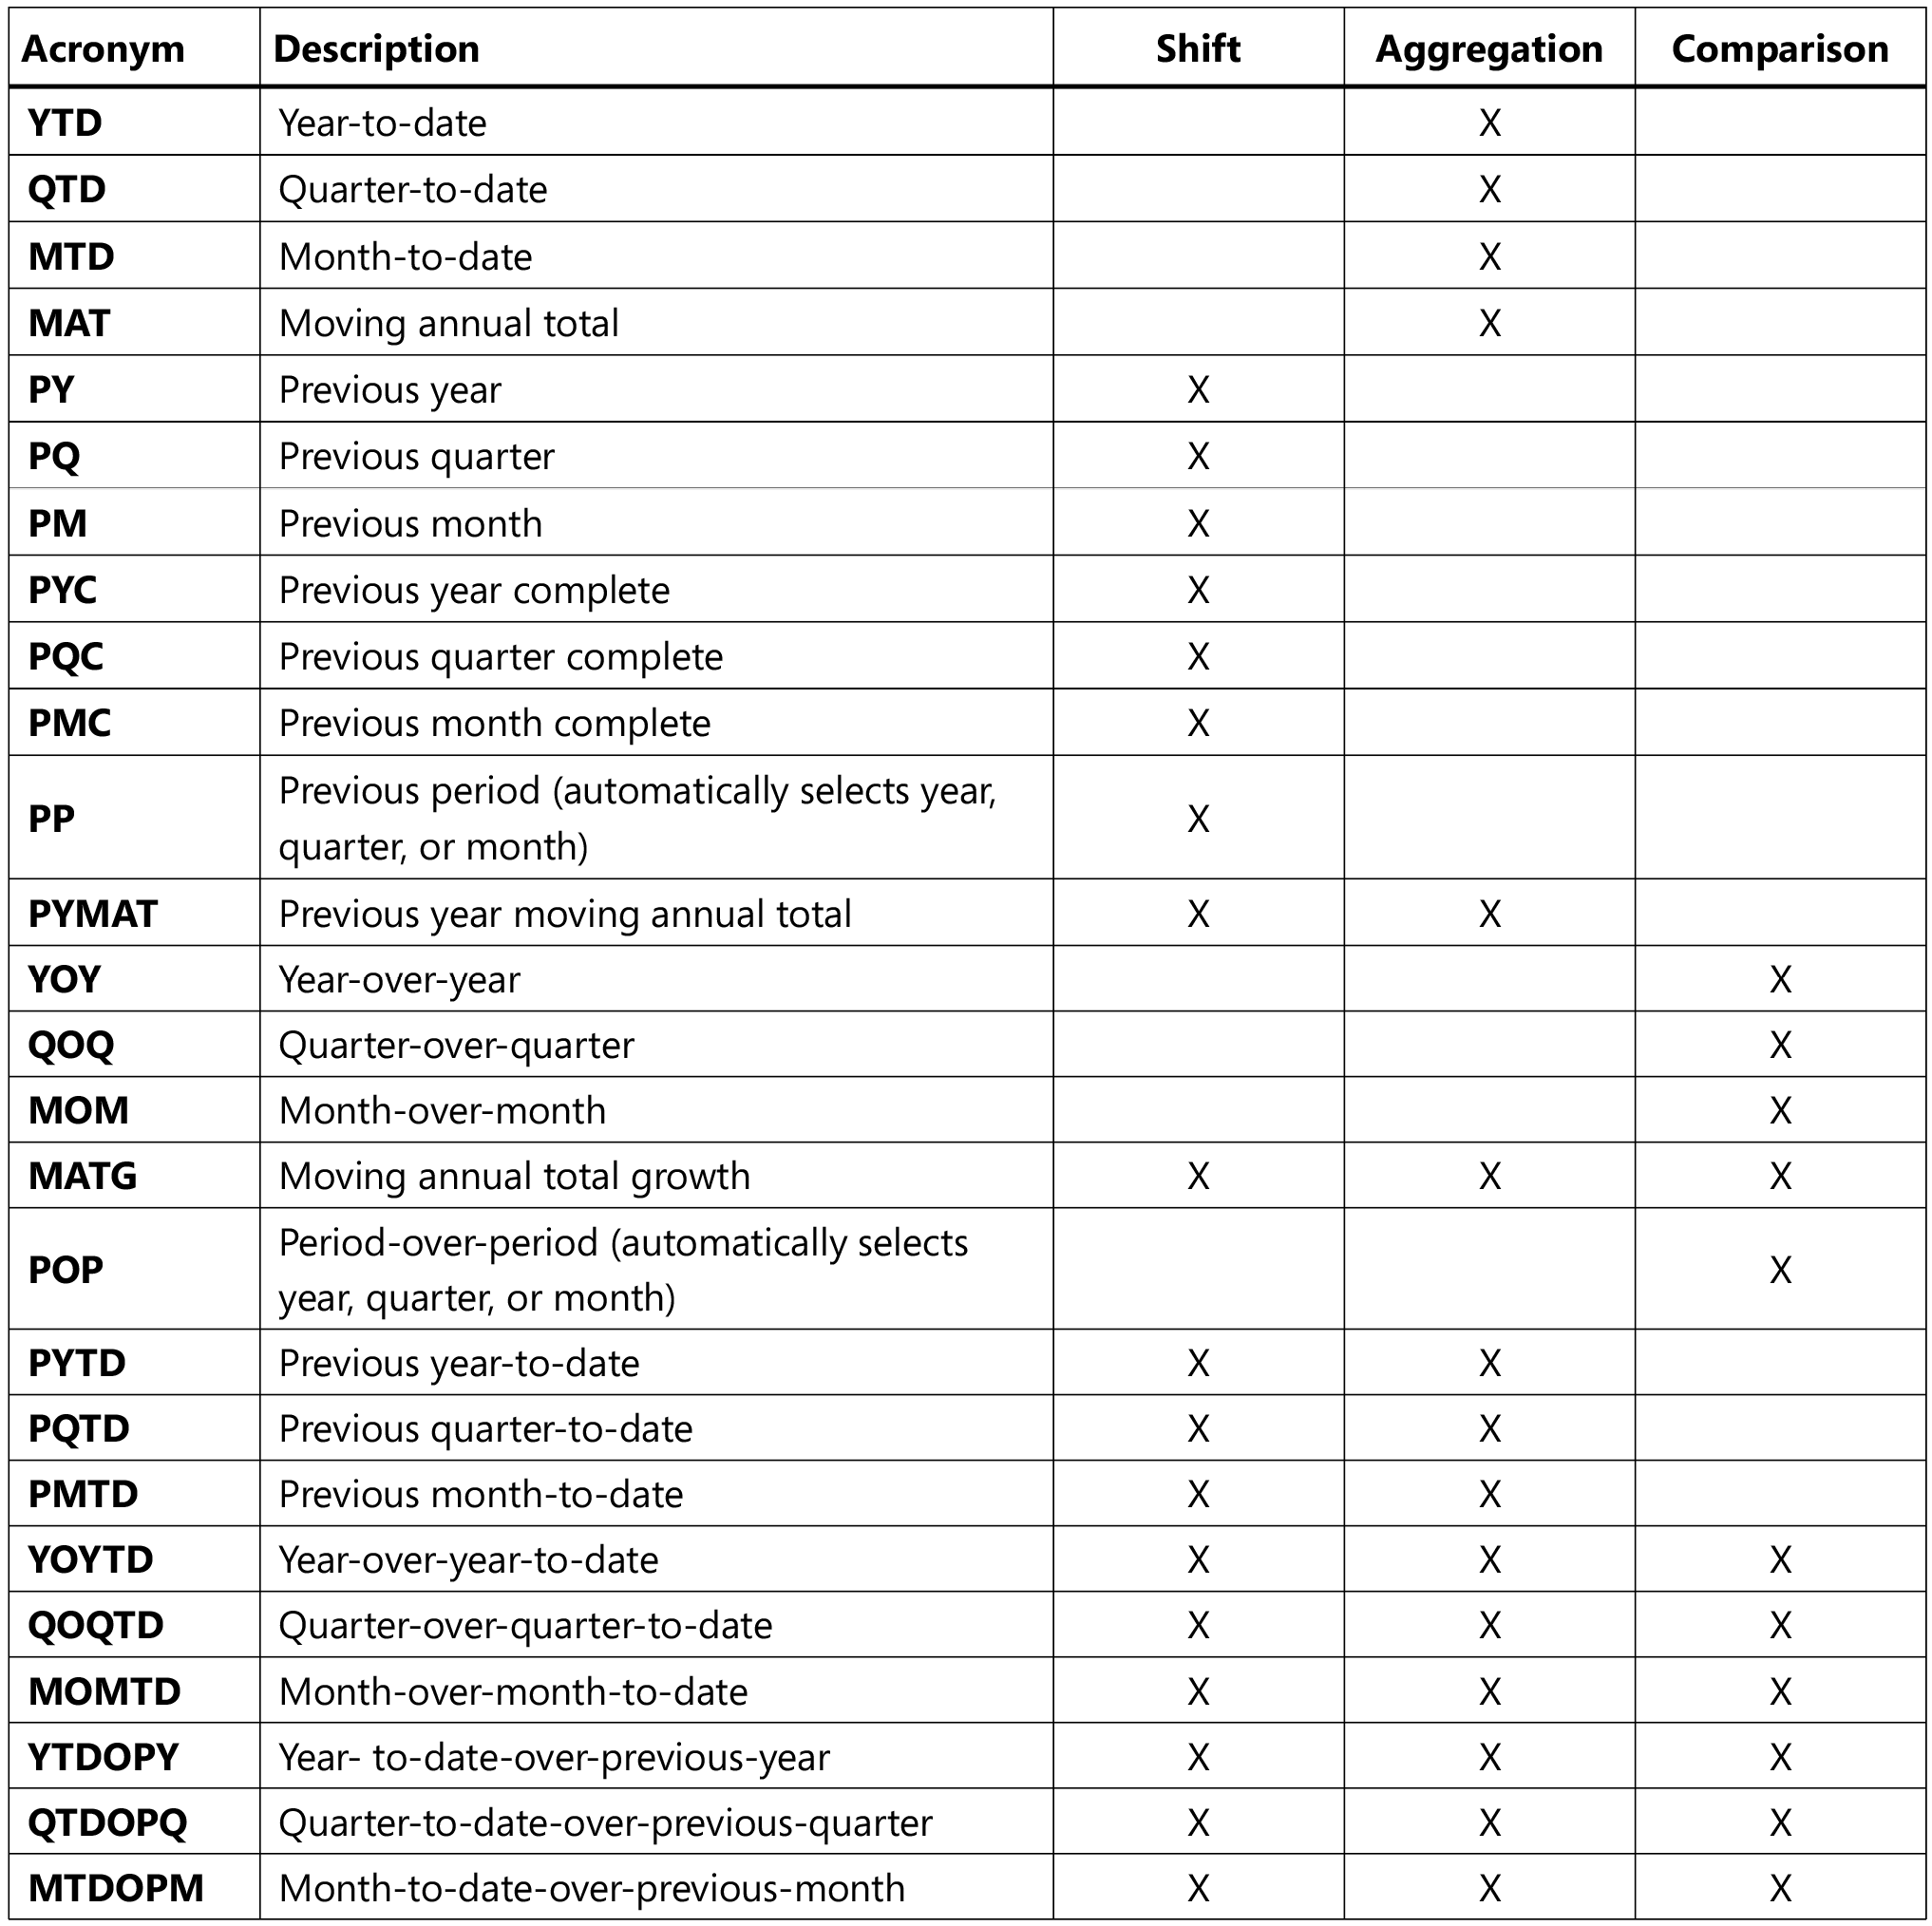 Acronym Description Shift Aggregation Comparison
YTD Year-to-date X
QTD Quarter-to-date X
MTD Month-to-date X
MAT Moving annual total X
PY Previous year X
PQ Previous quarter X
PM Previous month X
PYC Previous year complete X
PQC Previous quarter complete X
PMC Previous month complete X
PP Previous period (automatically selects year, X
quarter, or month)
PYMAT Previous year moving annual total X X
YOY Year-over-year X
QOQ Quarter-over-quarter X
MOM Month-over-month X
MATG Moving annual total growth X X X
POP Period-over-period (automatically selects X
year, quarter, or month)
PYTD Previous year-to-date X X
PQTD Previous quarter-to-date X X
PMTD Previous month-to-date X X
YOYTD Year-over-year-to-date X X X
QOQTD Quarter-over-quarter-to-date X X X
MOMTD Month-over-month-to-date X X X
YTDOPY Year- to-date-over-previous-year X X X
QTDOPQ Quarter-to-date-over-previous-quarter X X X
MTDOPM Month-to-date-over-previous-month X X X